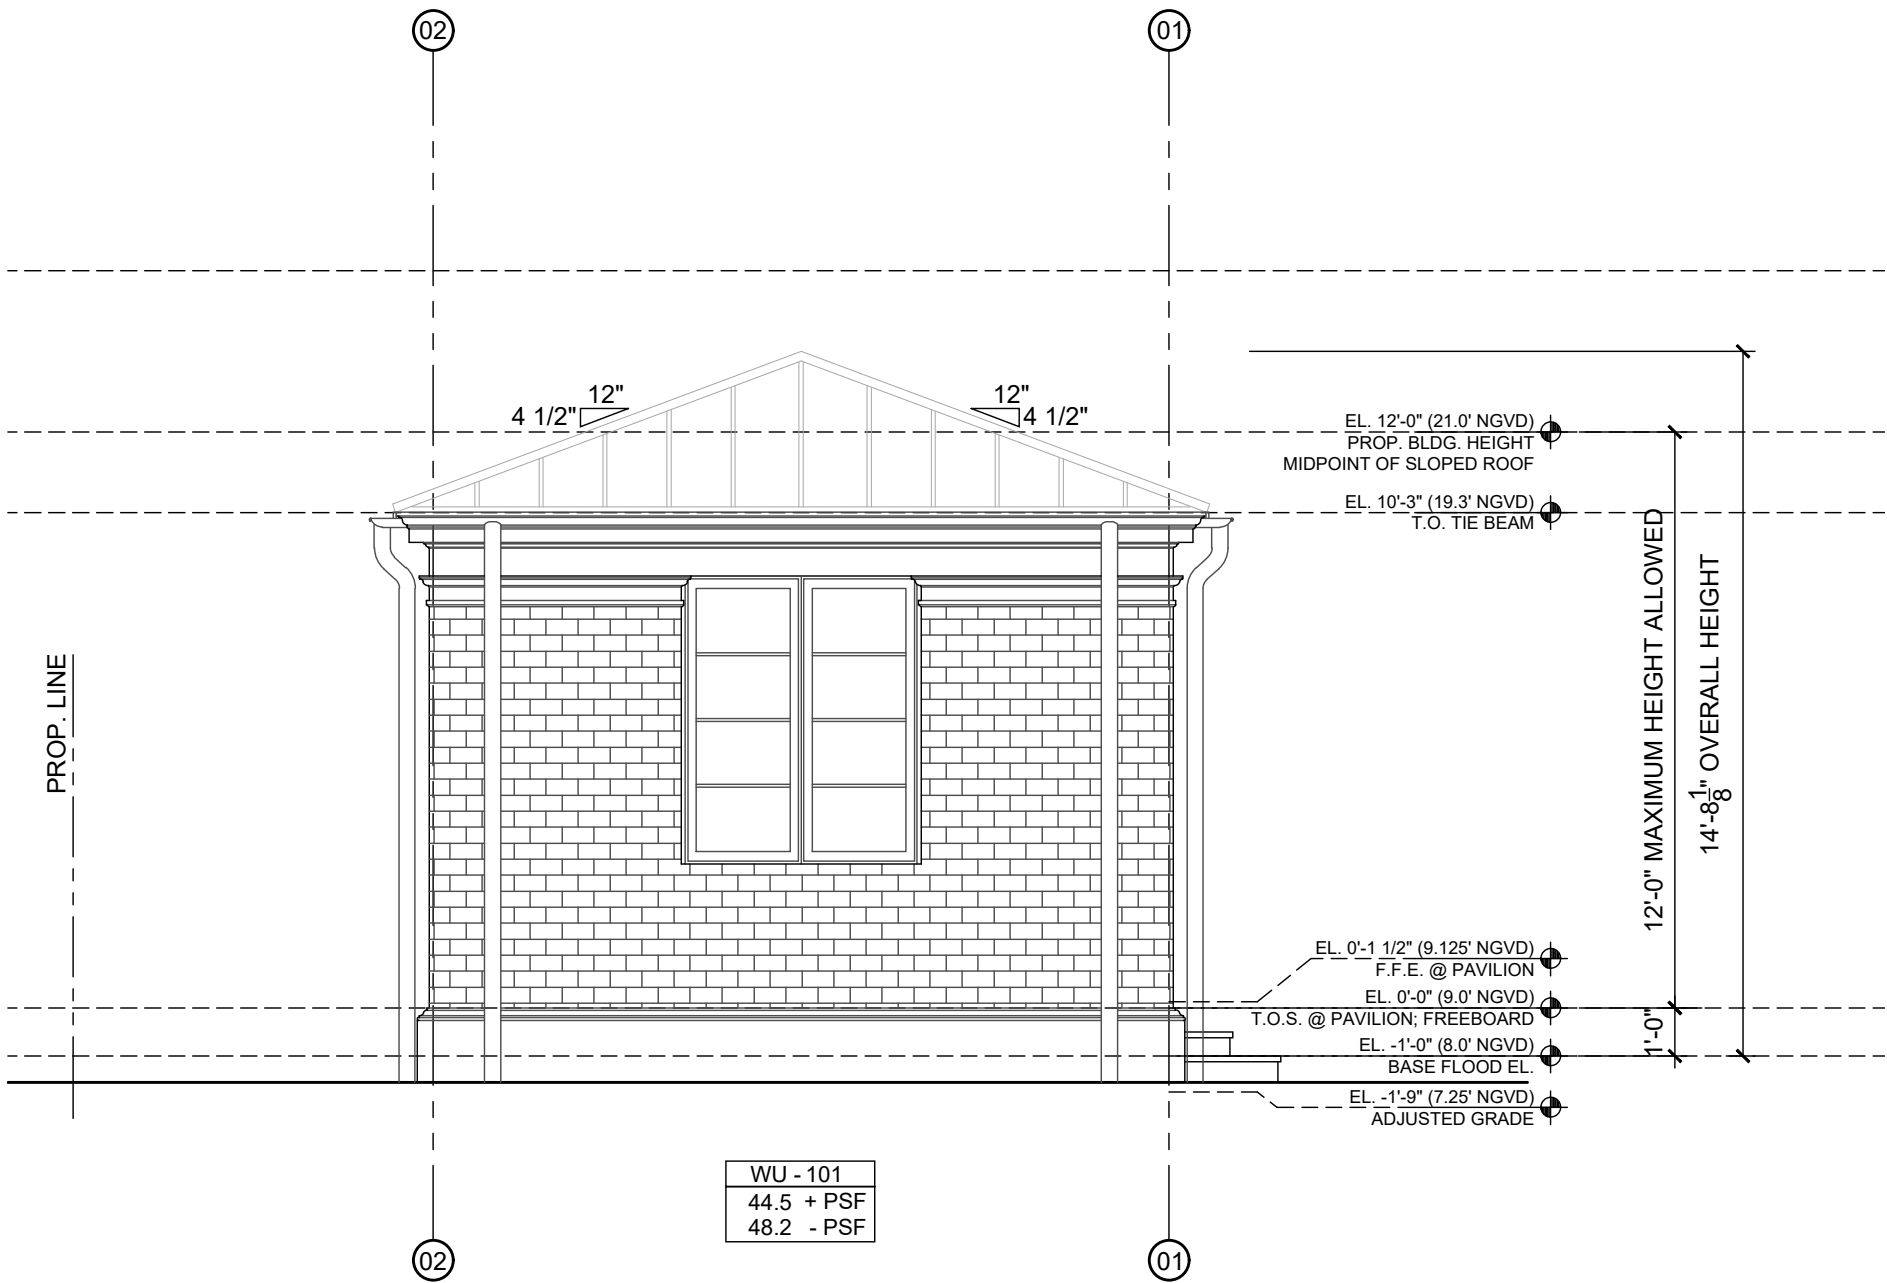 02
01
12"
4 1/2"
12"
4 1/2"
EL. 12'-0" (21.0' NGVD)
PROP. BLDG. HEIGHT
MIDPOINT OF SLOPED ROOF
EL. 10'-3" (19.3' NGVD)
T.O. TIE BEAM
12'-0" MAXIMUM HEIGHT ALLOWED
14'-8 1/8" OVERALL HEIGHT
PROP. LINE
EL. 0'-1 1/2" (9.125' NGVD)
F.F.E. @ PAVILION
EL. 0'-0" (9.0' NGVD)
T.O.S. @ PAVILION; FREEBOARD
1'-0"
EL. -1'-0" (8.0' NGVD)
BASE FLOOD EL.
EL. -1'-9" (7.25' NGVD)
ADJUSTED GRADE
WU - 101
44.5 + PSF
48.2 - PSF
02
01